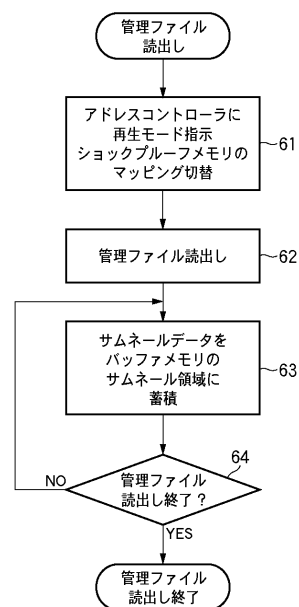 管理ファイル
読出し
アドレスコントローラに
再生モード指示
ショックプルーフメモリの
マッピング切替
61
管理ファイル読出し
62
サムネールデータを
バッファメモリの
サムネール領域に
蓄積
63
管理ファイル
読出し終了？
64
NO
YES
管理ファイル
読出し終了